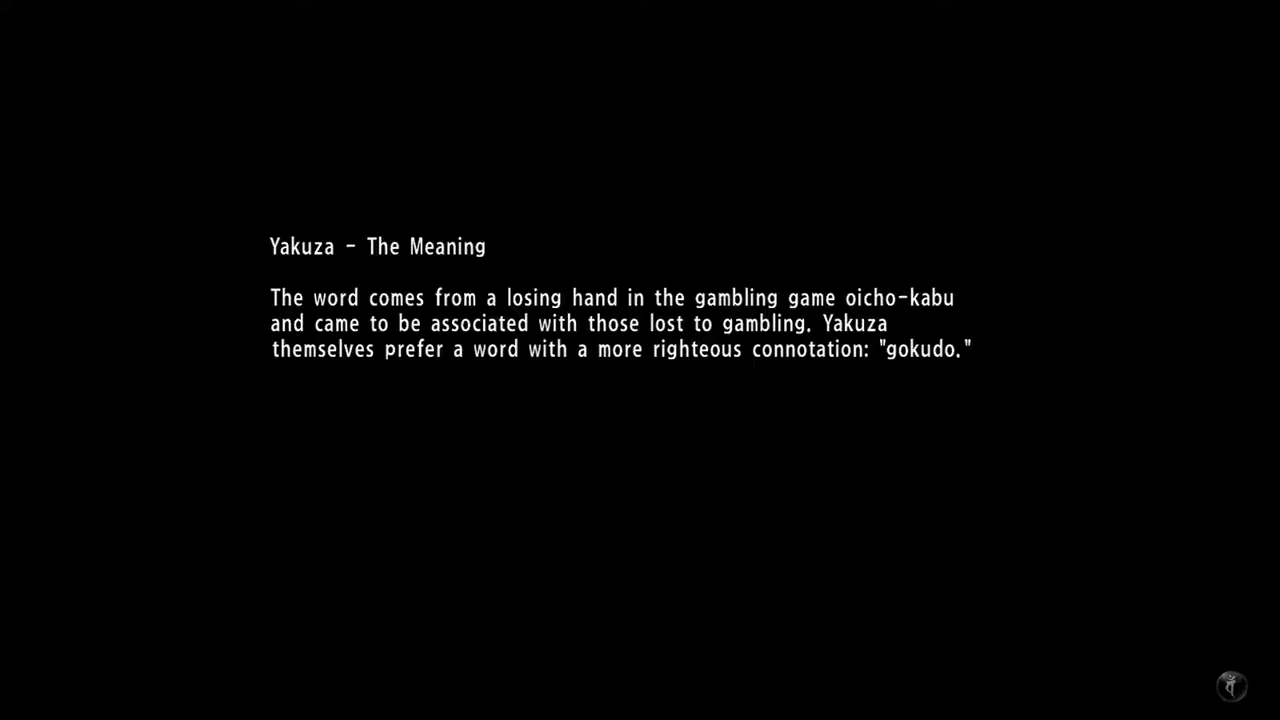 Yakuza - The Meaning
The word comes from a losing hand in the gambling game oicho-kabu
and came to be associated with those lost to gambling. Yakuza
themselves prefer a word with a more righteous connotation: "gokudo."